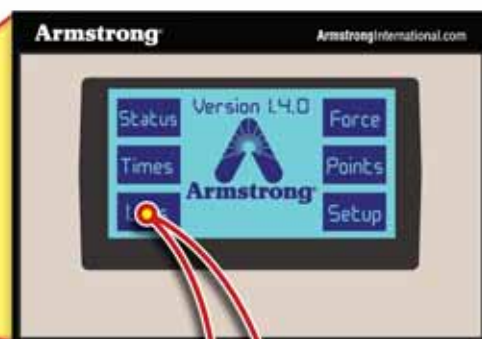 Armstrong ArmstrongInternational.com
Version 1.4.0
Status Force
Times Points
Armstrong
Setup